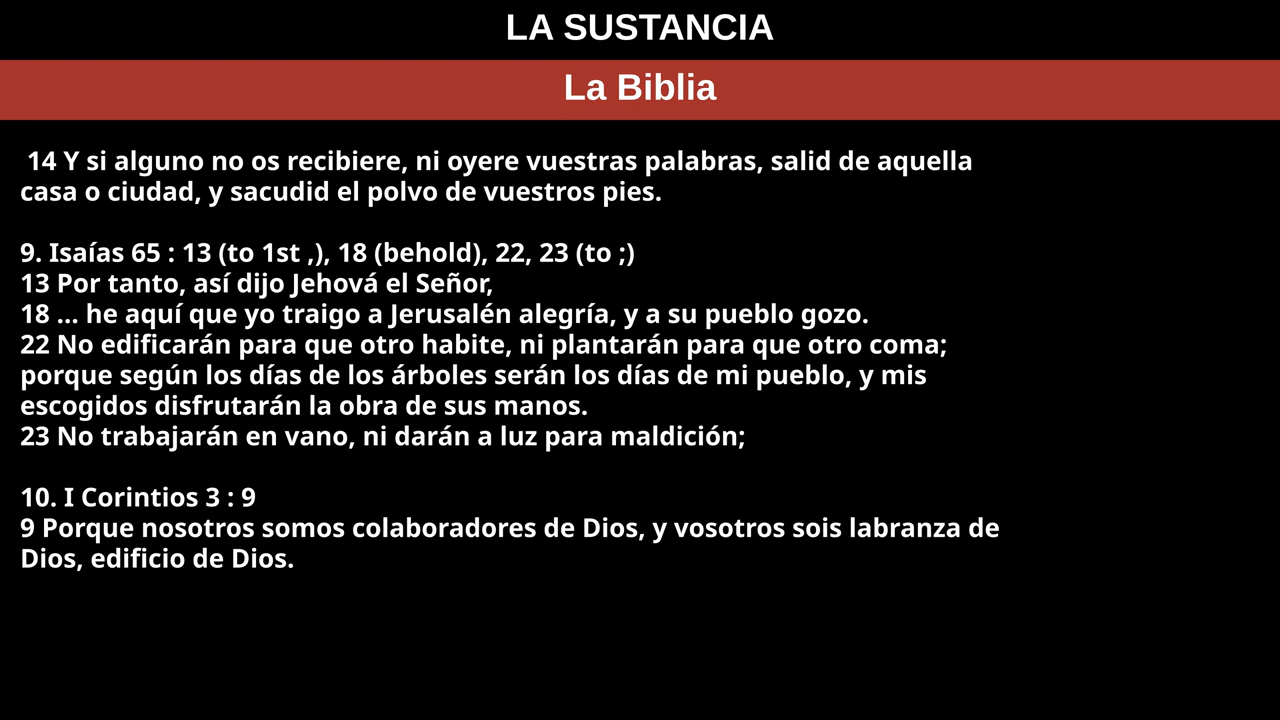 LA SUSTANCIA
La Biblia
14 Y si alguno no os recibiere, ni oyere vuestras palabras, salid de aquella
casa o ciudad, y sacudid el polvo de vuestros pies.
9. Isaías 65 : 13 (to 1st ,), 18 (behold), 22, 23 (to ;)
13 Por tanto, así dijo Jehová el Señor,
18 ... he aquí que yo traigo a Jerusalén alegría, y a su pueblo gozo.
22 No edificarán para que otro habite, ni plantarán para que otro coma;
porque según los días de los árboles serán los días de mi pueblo, y mis
escogidos disfrutarán la obra de sus manos.
23 No trabajarán en vano, ni darán a luz para maldición;
10. I Corintios 3 : 9
9 Porque nosotros somos colaboradores de Dios, y vosotros sois labranza de
Dios, edificio de Dios.